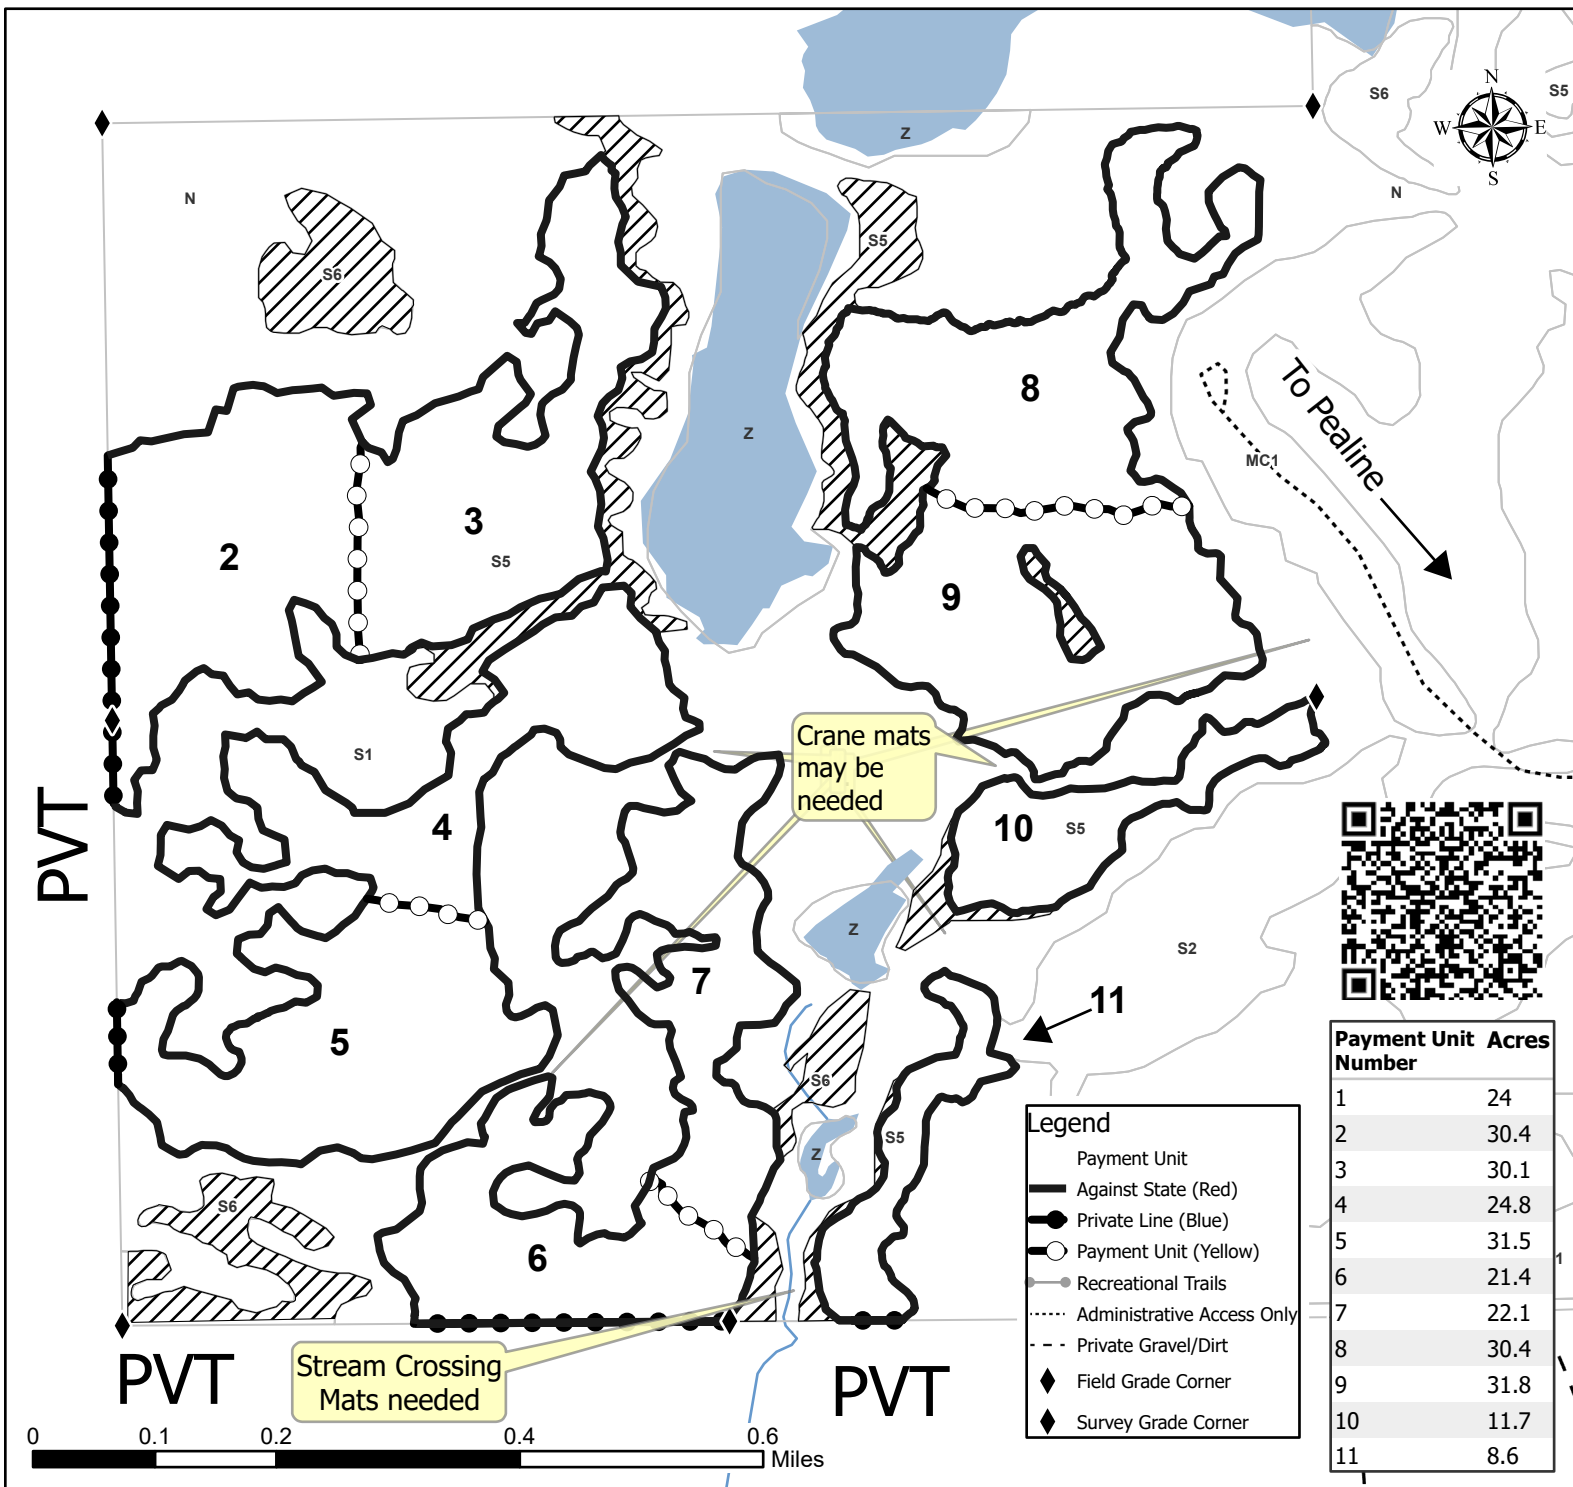 S6
S5
N
W
E
S
Z
N
N
S5
S6
To Pealine
8
Z
MC1
3
2
S5
9
Crane mats
may be
needed
S1
PVT
4
10
S5
Z
S2
7
11
5
S6
S5
Z
S6
6
PVT
Stream Crossing
Mats needed
PVT
0
0.1
0.2
0.4
0.6
Miles
Legend
Payment Unit
Against State (Red)
Private Line (Blue)
Payment Unit (Yellow)
Recreational Trails
Administrative Access Only
Private Gravel/Dirt
Field Grade Corner
Survey Grade Corner
Payment Unit Number Acres
1 24
2 30.4
3 30.1
4 24.8
5 31.5
6 21.4
7 22.1
8 30.4
9 31.8
10 11.7
11 8.6